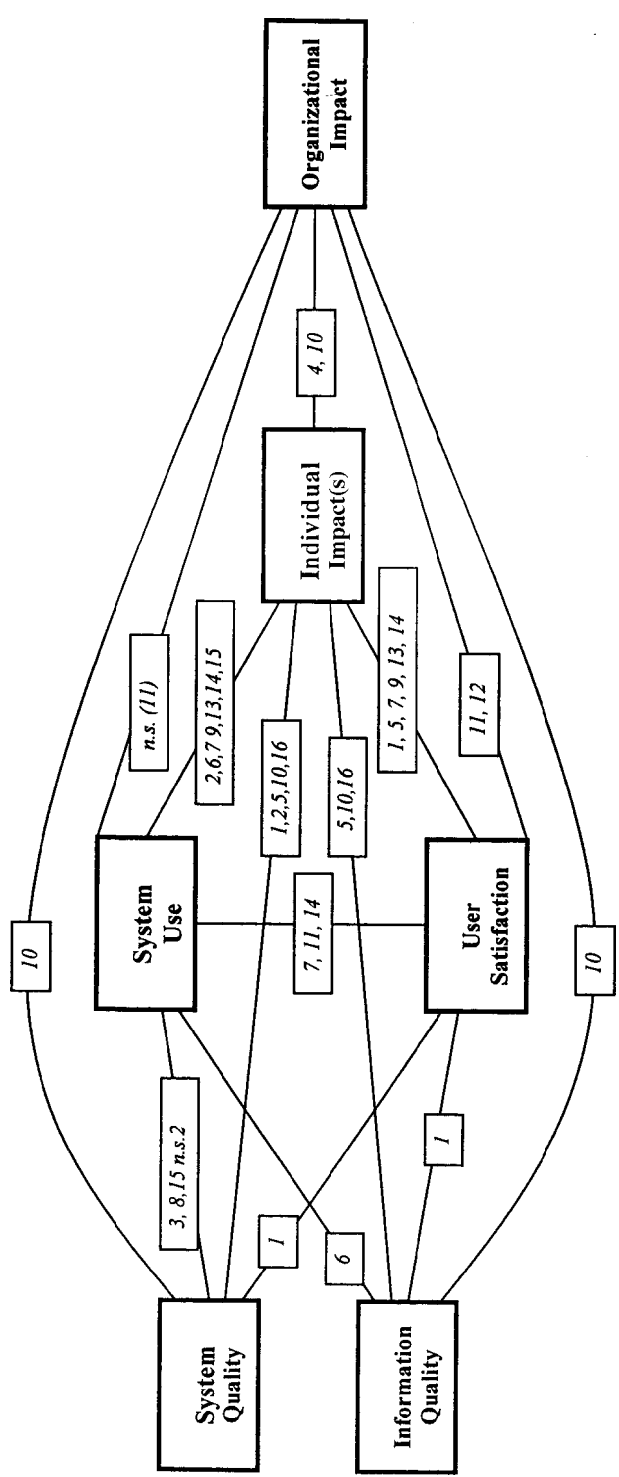 10
n.s. (11)
System
Use
3, 8,15 n.s.2
2,6,7 9,13,14,15
System
Quality
1
1,2,5,10,16
7, 11, 14
Individual
Impact(s)
4, 10
Organizational
Impact
6
5,10,16
Information
Quality
1
User
Satisfaction
1, 5, 7, 9, 13, 14
11, 12
10